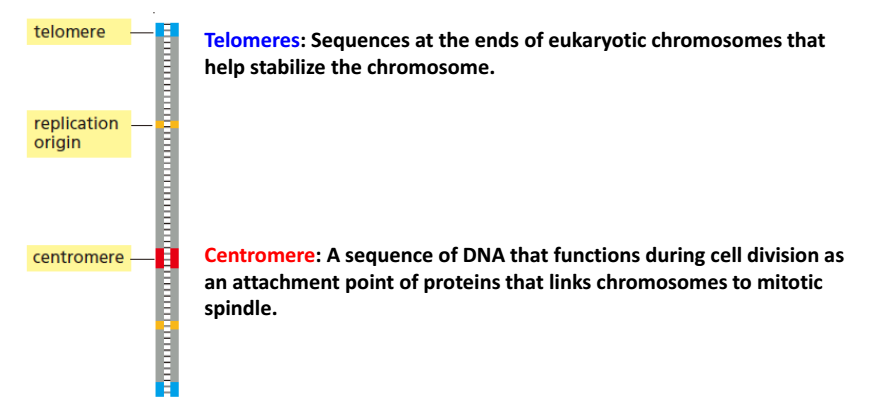 telomere
Telomeres: Sequences at the ends of eukaryotic chromosomes that
help stabilize the chromosome.
replication
origin
centromere
Centromere: A sequence of DNA that functions during cell division as
an attachment point of proteins that links chromosomes to mitotic
spindle.